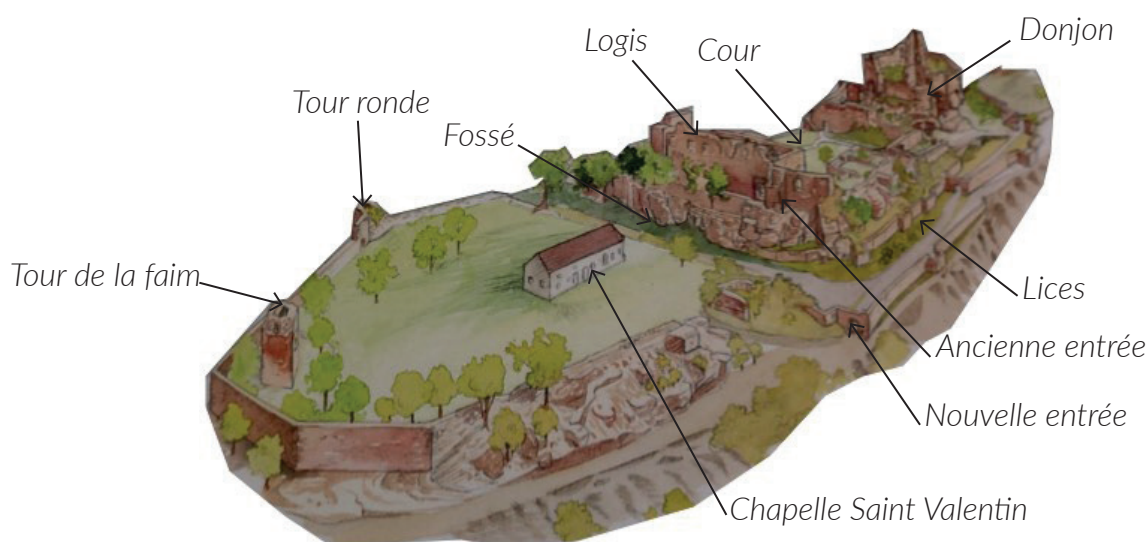 Donjon
Logis
Cour
Tour ronde
Fossé
Tour de la faim
Lices
Ancienne entrée
Nouvelle entrée
Chapelle Saint Valentin